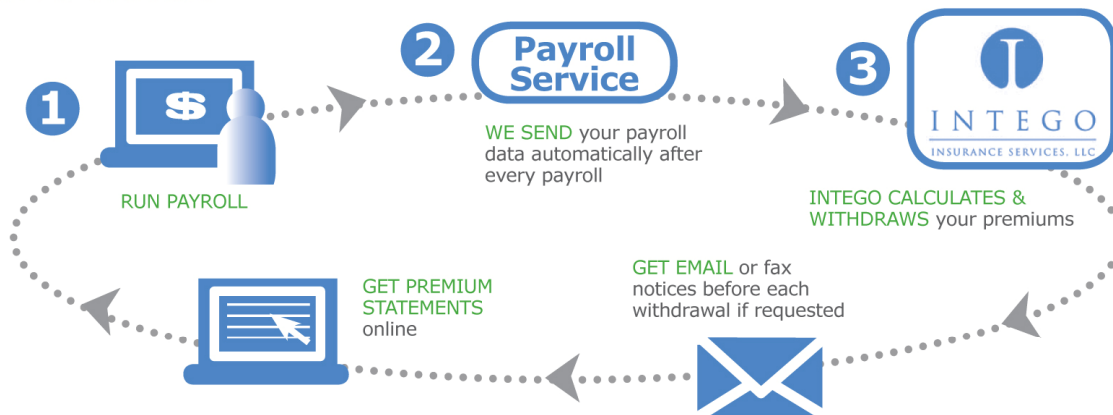 1
$
RUN PAYROLL
2
Payroll
Service
WE SEND your payroll
data automatically after
every payroll
3
I
INTEGO
INSURANCE SERVICES, LLC
INTEGO CALCULATES &
WITHDRAWS your premiums
GET EMAIL or fax
notices before each
withdrawal if requested
GET PREMIUM
STATEMENTS
online